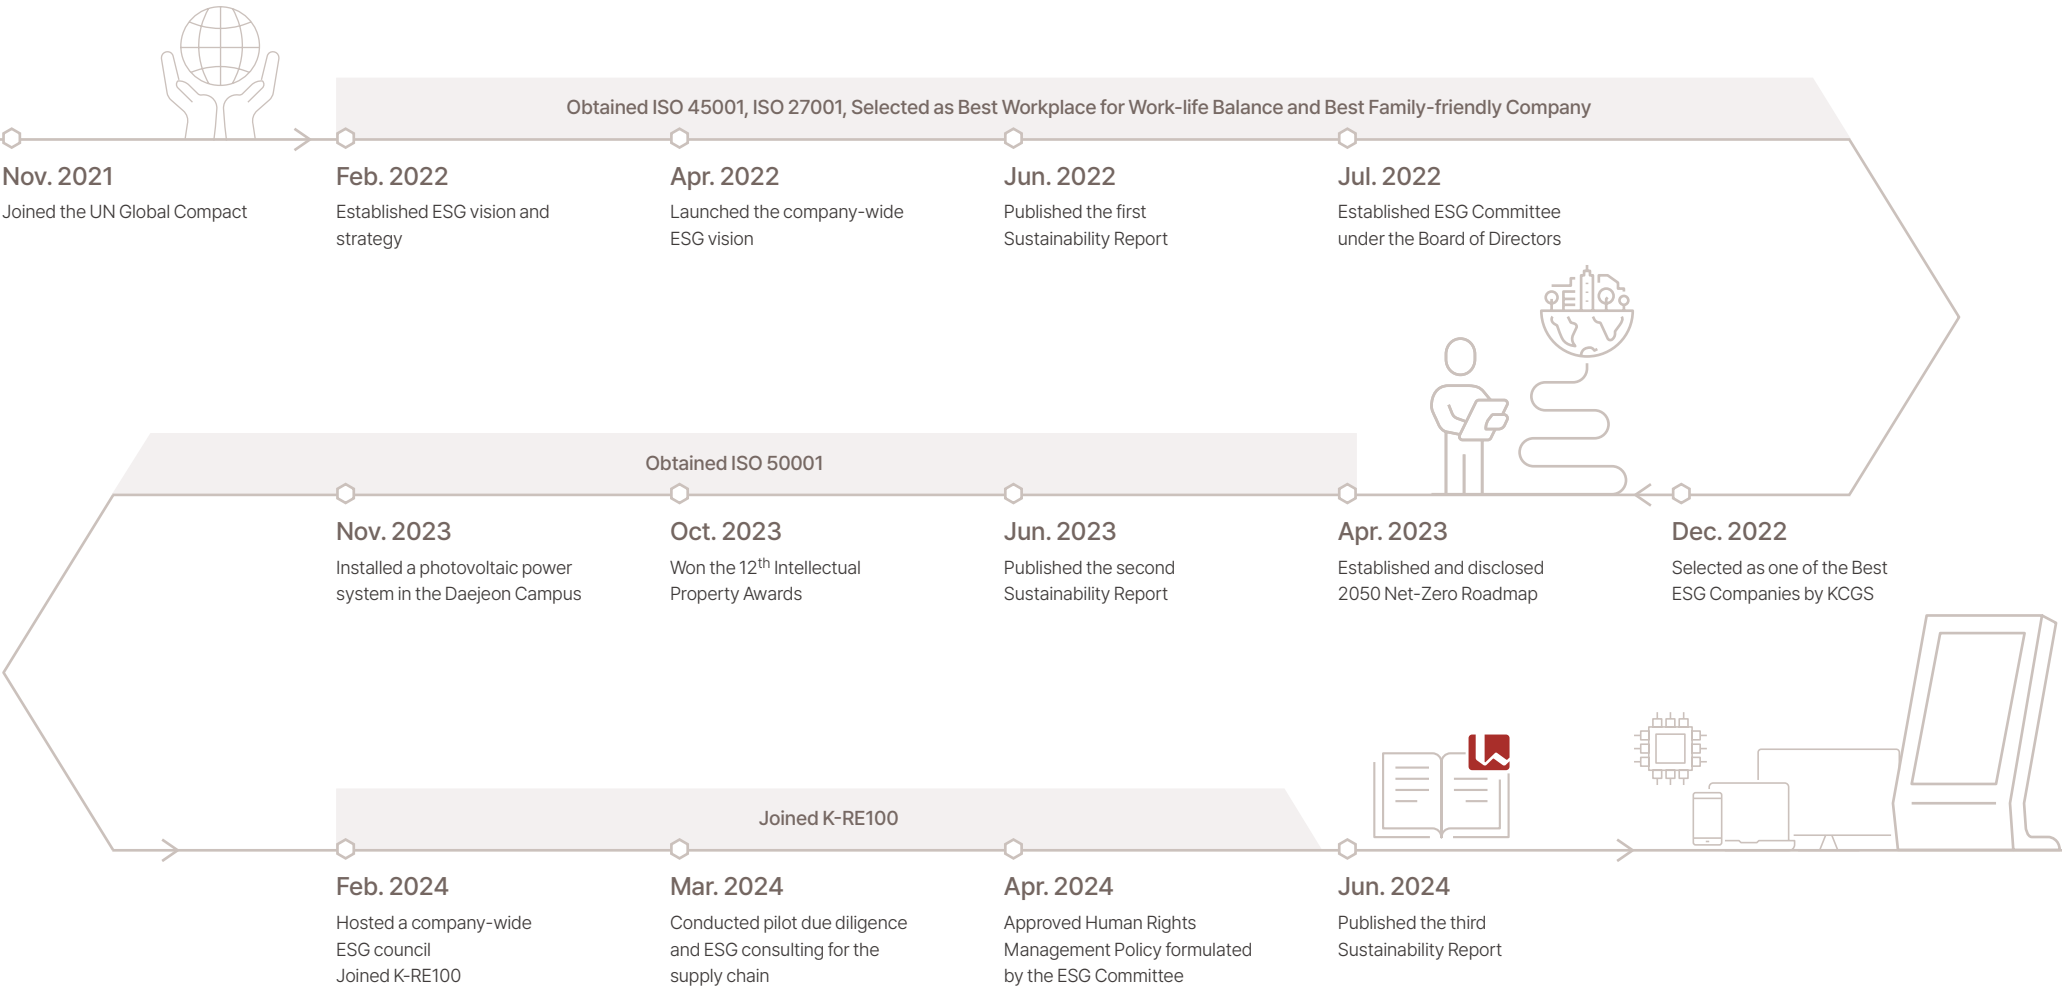 Obtained ISO 45001, ISO 27001, Selected as Best Workplace for Work-life Balance and Best Family-friendly Company
Nov. 2021
Joined the UN Global Compact
Feb. 2022
Established ESG vision and
strategy
Apr. 2022
Launched the company-wide
ESG vision
Jun. 2022
Published the first
Sustainability Report
Jul. 2022
Established ESG Committee
under the Board of Directors
Obtained ISO 50001
Nov. 2023
Installed a photovoltaic power
system in the Daejeon Campus
Oct. 2023
Won the 12th Intellectual
Property Awards
Jun. 2023
Published the second
Sustainability Report
Apr. 2023
Established and disclosed
2050 Net-Zero Roadmap
Dec. 2022
Selected as one of the Best
ESG Companies by KCGS
Joined K-RE100
Feb. 2024
Hosted a company-wide
ESG council
Joined K-RE100
Mar. 2024
Conducted pilot due diligence
and ESG consulting for the
supply chain
Apr. 2024
Approved Human Rights
Management Policy formulated
by the ESG Committee
Jun. 2024
Published the third
Sustainability Report